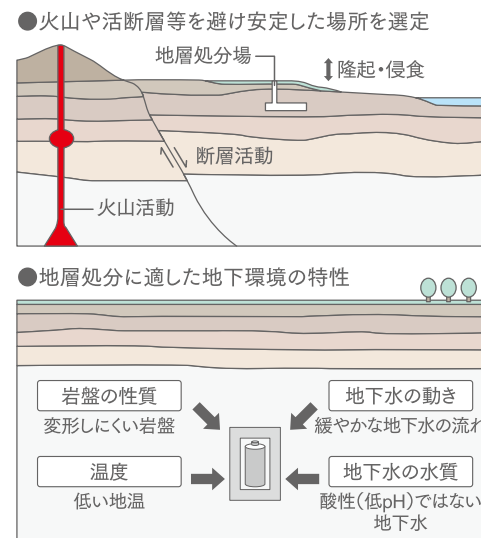 ●火山や活断層等を避け安定した場所を選定
地層処分場
隆起・侵食
断層活動
火山活動
●地層処分に適した地下環境の特性
岩盤の性質
変形しにくい岩盤
地下水の動き
緩やかな地下水の流れ
温度
低い地温
地下水の水質
酸性(低pH)ではない
地下水